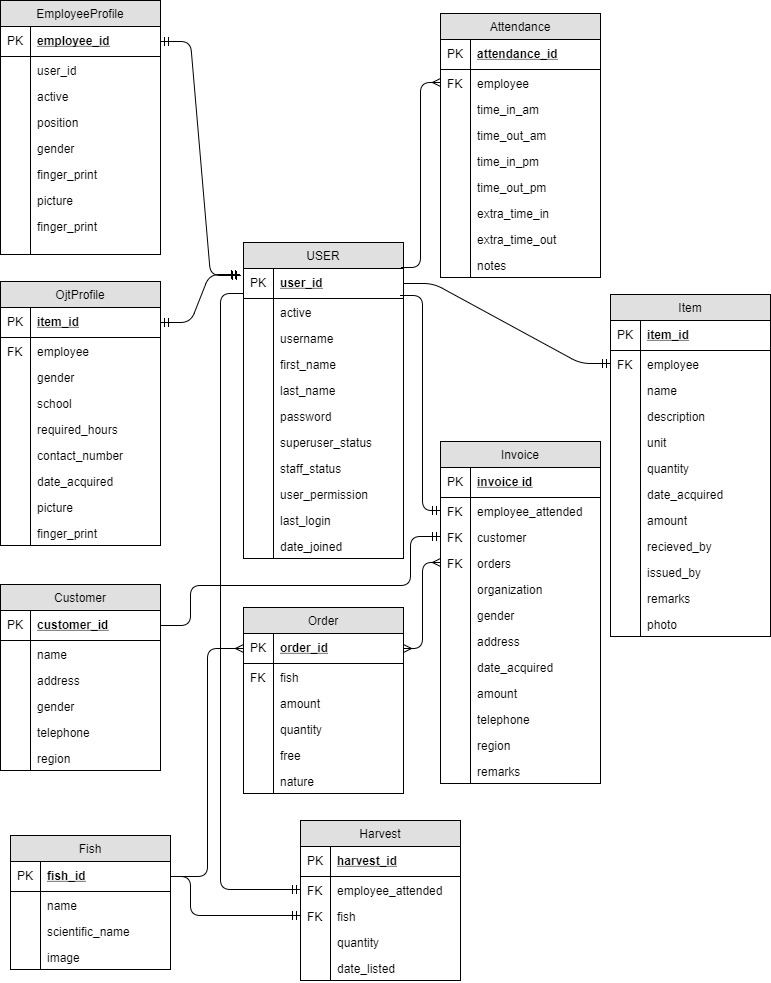 EmployeeProfile
PK employee_id
user_id
active
position
gender
finger_print
picture
finger_print
Attendance
PK attendance_id
FK employee
time_in_am
time_out_am
time_in_pm
time_out_pm
extra_time_in
extra_time_out
notes
USER
PK user_id
active
username
first_name
last_name
password
superuser_status
staff_status
user_permission
last_login
date_joined
OjtProfile
PK item_id
FK employee
gender
school
required_hours
contact_number
date_acquired
picture
finger_print
Item
PK item_id
FK employee
name
description
unit
quantity
date_acquired
amount
recieved_by
issued_by
remarks
photo
Invoice
PK invoice id
FK employee_attended
FK customer
FK orders
organization
gender
address
date_acquired
amount
telephone
region
remarks
Customer
PK customer_id
name
address
gender
telephone
region
Order
PK order_id
FK fish
amount
quantity
free
nature
Fish
PK fish_id
name
scientific_name
image
Harvest
PK harvest_id
FK employee_attended
FK fish
quantity
date_listed